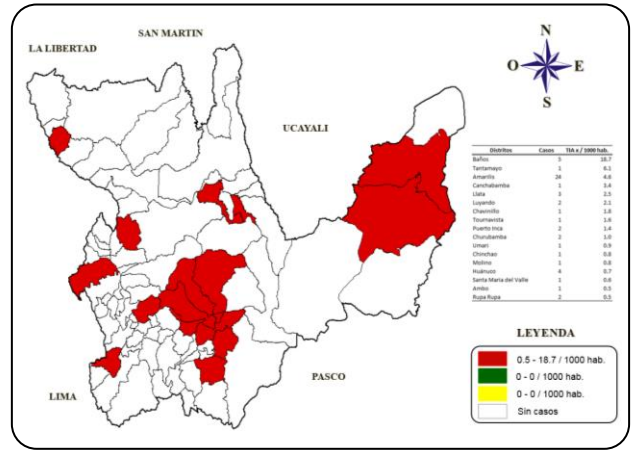 SAN MARTIN
LA LIBERTAD
UCAYALI
PASCO
LIMA
N
O E
S
Distritos Casos TIA x / 1000 hab.
Baños 5 18.7
Tantamayo 1 6.1
Amarilis 24 4.6
Canchabamba 1 3.4
Llata 3 2.5
Luyando 2 2.1
Chavinillo 1 1.8
Tournavista 1 1.6
Puerto Inca 2 1.4
Churubamba 2 1.0
Umari 1 0.9
Chinchao 1 0.8
Molino 1 0.8
Huánuco 4 0.7
Santa Maria del Valle 1 0.6
Ambo 1 0.5
Rupa Rupa 2 0.5
LEYENDA
0.5 - 18.7 / 1000 hab.
0 - 0 / 1000 hab.
0 - 0 / 1000 hab.
Sin casos